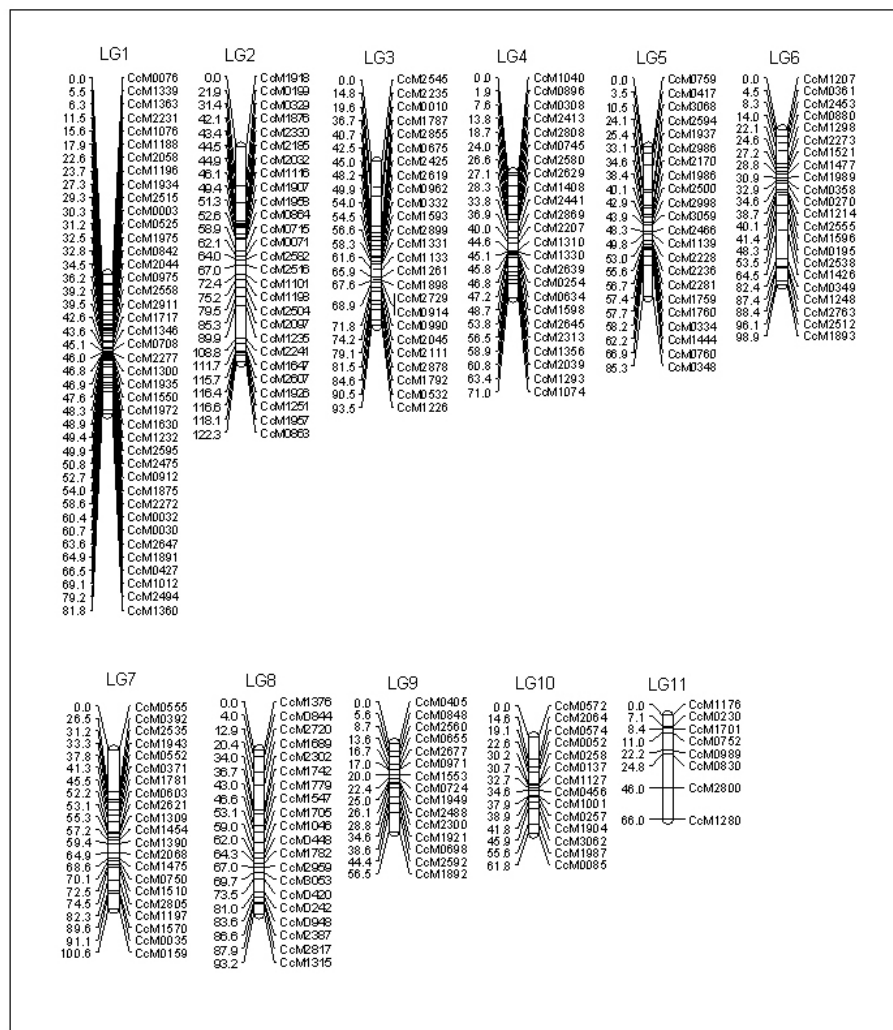 LG1
0.0 CcM0076
5.5 CcM1339
6.3 CcM1363
11.5 CcM2231
15.6 CcM1076
17.9 CcM1188
22.6 CcM2058
23.7 CcM1196
27.3 CcM1934
29.3 CcM2515
30.3 CcM0003
31.2 CcM0525
32.5 CcM1975
32.8 CcM0842
34.5 CcM2044
36.2 CcM0975
39.2 CcM2558
39.5 CcM2911
42.6 CcM1717
43.6 CcM1346
45.1 CcM0708
46.0 CcM2277
46.8 CcM1300
46.9 CcM1935
47.6 CcM1550
48.3 CcM1972
48.9 CcM1630
49.4 CcM1232
49.9 CcM2595
50.8 CcM2475
52.7 CcM0912
54.0 CcM1875
58.6 CcM2272
60.4 CcM0032
60.7 CcM0030
63.6 CcM2647
64.9 CcM1891
66.5 CcM0427
69.1 CcM1012
79.2 CcM2494
81.8 CcM1360
LG2
0.0 CcM1918
21.9 CcM0199
31.4 CcM0329
42.1 CcM1876
43.4 CcM2330
44.5 CcM2185
44.9 CcM2032
46.1 CcM1116
49.4 CcM1907
51.3 CcM1958
52.6 CcM0864
58.9 CcM0715
62.1 CcM0071
64.0 CcM2582
67.0 CcM2516
72.4 CcM1101
75.2 CcM1198
79.5 CcM2504
85.3 CcM2097
89.9 CcM1235
108.8 CcM2241
111.7 CcM1647
115.7 CcM2607
116.4 CcM1926
116.6 CcM1251
118.1 CcM1957
122.3 CcM0863
LG3
0.0 CcM2545
14.8 CcM2235
19.6 CcM0010
36.7 CcM1787
40.7 CcM2855
42.5 CcM0675
45.0 CcM2425
48.2 CcM2619
49.9 CcM0962
54.0 CcM0332
54.5 CcM1593
56.6 CcM2899
58.3 CcM1331
61.6 CcM1133
65.9 CcM1261
67.6 CcM1898
68.9 CcM2729
CcM0914
71.8 CcM0990
74.2 CcM2045
79.1 CcM2111
81.5 CcM2878
84.6 CcM1792
90.5 CcM0532
93.5 CcM1226
LG4
0.0 CcM1040
1.9 CcM0896
7.6 CcM0308
13.8 CcM2413
18.7 CcM2808
24.0 CcM0745
26.6 CcM2580
27.1 CcM2629
28.3 CcM1408
33.8 CcM2441
36.9 CcM2869
40.0 CcM2207
44.6 CcM1310
45.1 CcM1330
45.8 CcM2639
46.8 CcM0254
47.2 CcM0634
48.7 CcM1598
53.8 CcM2645
56.5 CcM2313
58.9 CcM1356
60.8 CcM2039
63.4 CcM1293
71.0 CcM1074
LG5
0.0 CcM0759
3.5 CcM0417
10.5 CcM3068
24.1 CcM2594
25.4 CcM1937
33.1 CcM2986
34.6 CcM2170
38.4 CcM1986
40.1 CcM2500
42.9 CcM2998
43.9 CcM3059
48.3 CcM2466
49.8 CcM1139
53.0 CcM2228
55.6 CcM2236
56.7 CcM2281
57.4 CcM1759
57.7 CcM1760
58.2 CcM0334
62.2 CcM1444
66.9 CcM0760
85.3 CcM0348
LG6
0.0 CcM1207
4.5 CcM0361
8.3 CcM2453
14.0 CcM0880
22.1 CcM1298
24.6 CcM2273
27.2 CcM1521
28.8 CcM1477
30.9 CcM1989
32.9 CcM0358
34.6 CcM0270
38.7 CcM1214
40.1 CcM2555
41.4 CcM1596
48.3 CcM0195
53.5 CcM2538
64.5 CcM1426
82.4 CcM0349
87.4 CcM1248
88.4 CcM2763
96.1 CcM2512
98.9 CcM1893
LG7
0.0 CcM0555
26.5 CcM0392
31.2 CcM2535
33.3 CcM1943
37.8 CcM0552
41.3 CcM0371
45.5 CcM1781
52.2 CcM0603
53.1 CcM2621
55.3 CcM1309
57.2 CcM1454
59.4 CcM1390
64.9 CcM2068
68.6 CcM1475
70.1 CcM0750
72.5 CcM1510
74.5 CcM2805
82.3 CcM1197
89.6 CcM1570
91.1 CcM0035
100.6 CcM0159
LG8
0.0 CcM1376
4.0 CcM0844
12.9 CcM2720
20.4 CcM1689
34.0 CcM2302
36.7 CcM1742
43.0 CcM1779
46.6 CcM1547
53.1 CcM1705
59.0 CcM1046
62.0 CcM0448
64.3 CcM1782
67.0 CcM2959
69.7 CcM3053
73.5 CcM0420
81.0 CcM0242
83.6 CcM0948
86.6 CcM2387
87.9 CcM2817
93.2 CcM1315
LG9
0.0 CcM0405
5.6 CcM0848
8.7 CcM2560
13.6 CcM0655
16.7 CcM2677
17.0 CcM0971
20.0 CcM1553
22.4 CcM0724
25.0 CcM1949
26.1 CcM2488
28.8 CcM2300
34.6 CcM1921
38.6 CcM0698
44.4 CcM2592
56.5 CcM1892
LG10
0.0 CcM0572
14.6 CcM2064
19.1 CcM0574
22.6 CcM0052
30.2 CcM0258
30.7 CcM0137
32.7 CcM1127
34.6 CcM0456
37.9 CcM1001
38.9 CcM0257
41.8 CcM1904
45.9 CcM3062
55.6 CcM1987
61.8 CcM0085
LG11
0.0 CcM1176
7.1 CcM0230
8.4 CcM1701
11.0 CcM0752
22.2 CcM0989
24.8 CcM0830
46.0 CcM2800
66.0 CcM1280